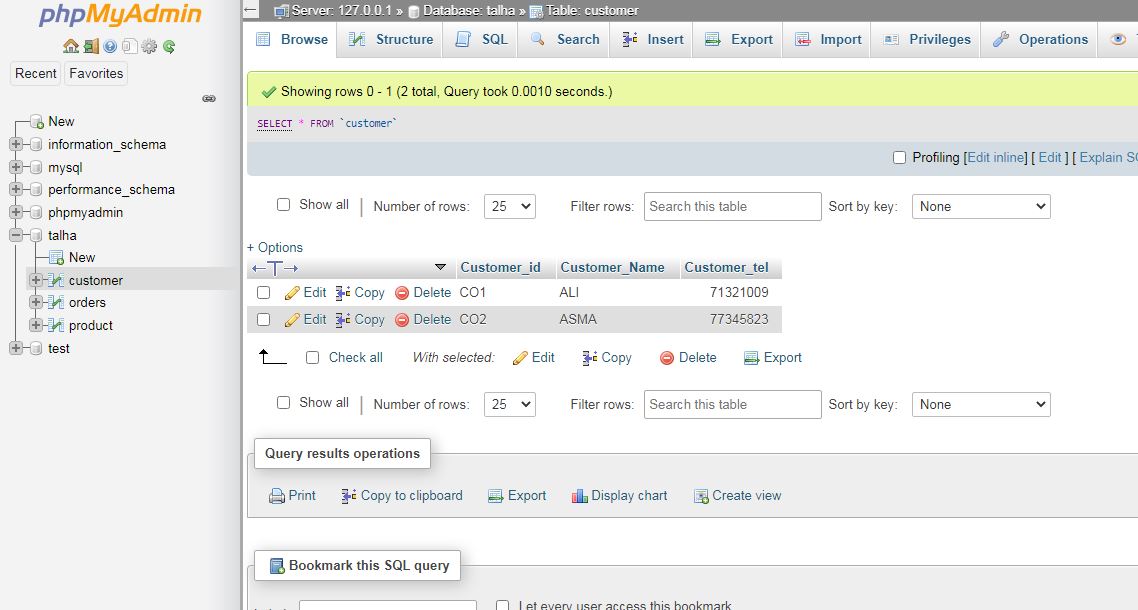 phpMyAdmin
Server: 127.0.0.1 » Database: talha » Table: customer
Browse Structure SQL Search Insert Export Import Privileges Operations
Recent Favorites
New
information_schema
mysql
performance_schema
phpmyadmin
talha
New
customer
orders
product
test
Showing rows 0 - 1 (2 total, Query took 0.0010 seconds.)
SELECT * FROM `customer`
Profiling [Edit inline] [ Edit ] [ Explain SQ
Show all | Number of rows: 25 Filter rows: Search this table Sort by key: None
+ Options
←T→ Customer_id Customer_Name Customer_tel
Edit Copy Delete CO1 ALI 71321009
Edit Copy Delete CO2 ASMA 77345823
Check all With selected: Edit Copy Delete Export
Show all | Number of rows: 25 Filter rows: Search this table Sort by key: None
Query results operations
Print Copy to clipboard Export Display chart Create view
Bookmark this SQL query
Let every user access this bookmark